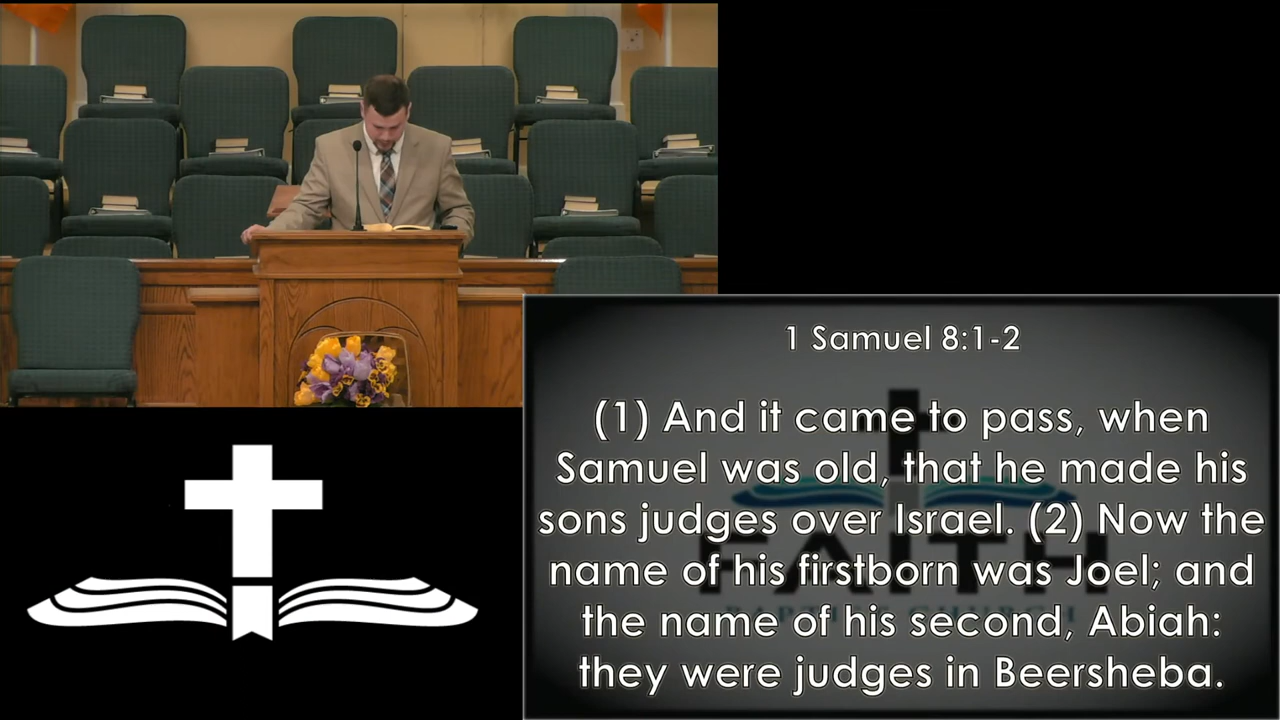 1 Samuel 8:1-2
(1) And it came to pass, when
Samuel was old, that he made his
sons judges over Israel. (2) Now the
name of his firstborn was Joel; and
the name of his second, Abiah:
they were judges in Beersheba.
FAITH
BAPTIST CHURCH